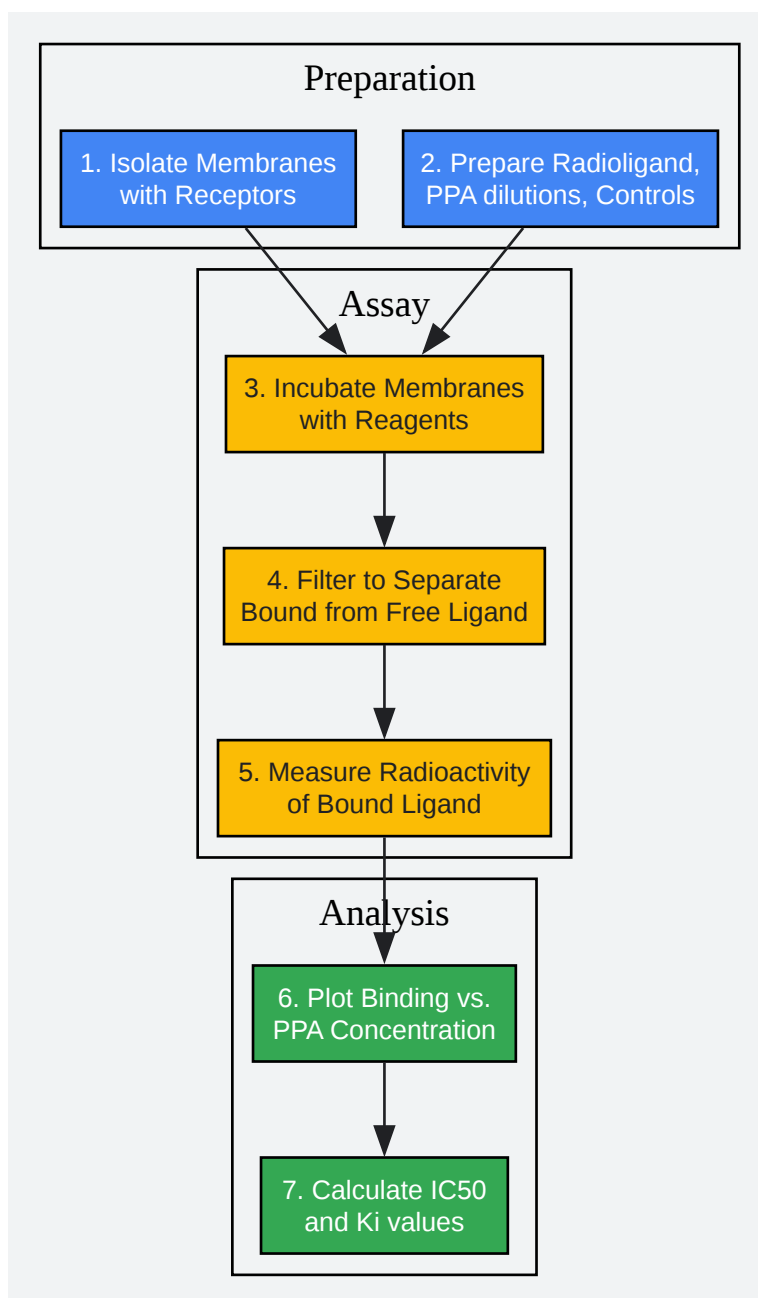 Preparation
1. Isolate Membranes
with Receptors
2. Prepare Radioligand,
PPA dilutions, Controls
Assay
3. Incubate Membranes
with Reagents
4. Filter to Separate
Bound from Free Ligand
5. Measure Radioactivity
of Bound Ligand
Analysis
6. Plot Binding vs.
PPA Concentration
7. Calculate IC50
and Ki values